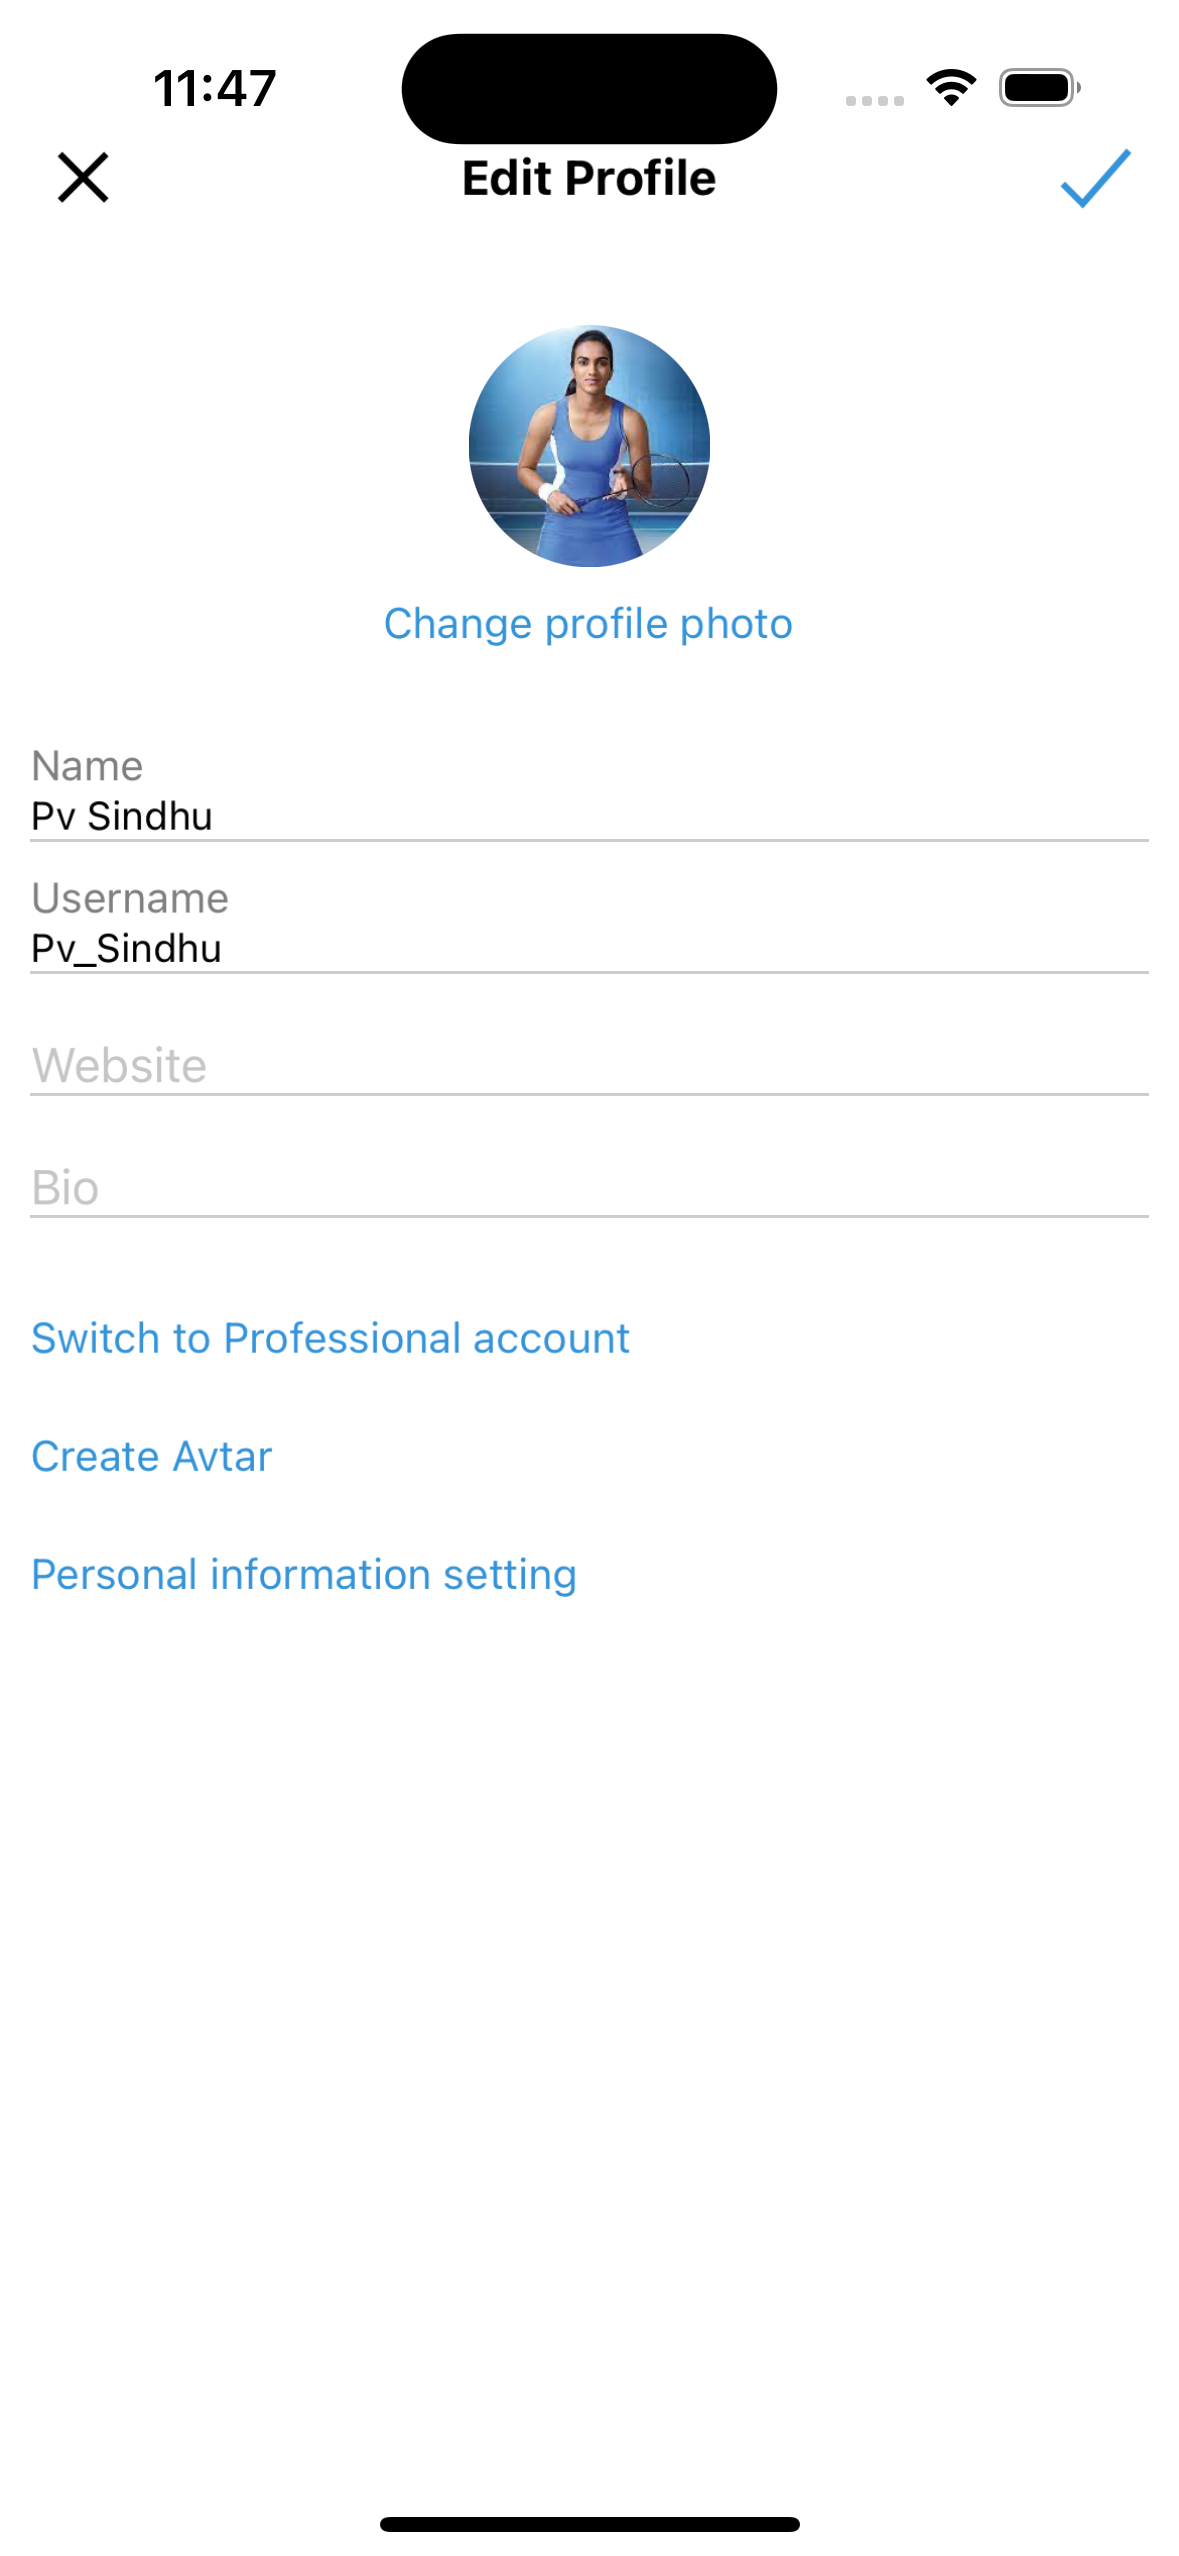 11:47
Edit Profile
Change profile photo
Name
Pv Sindhu
Username
Pv_Sindhu
Website
Bio
Switch to Professional account
Create Avtar
Personal information setting